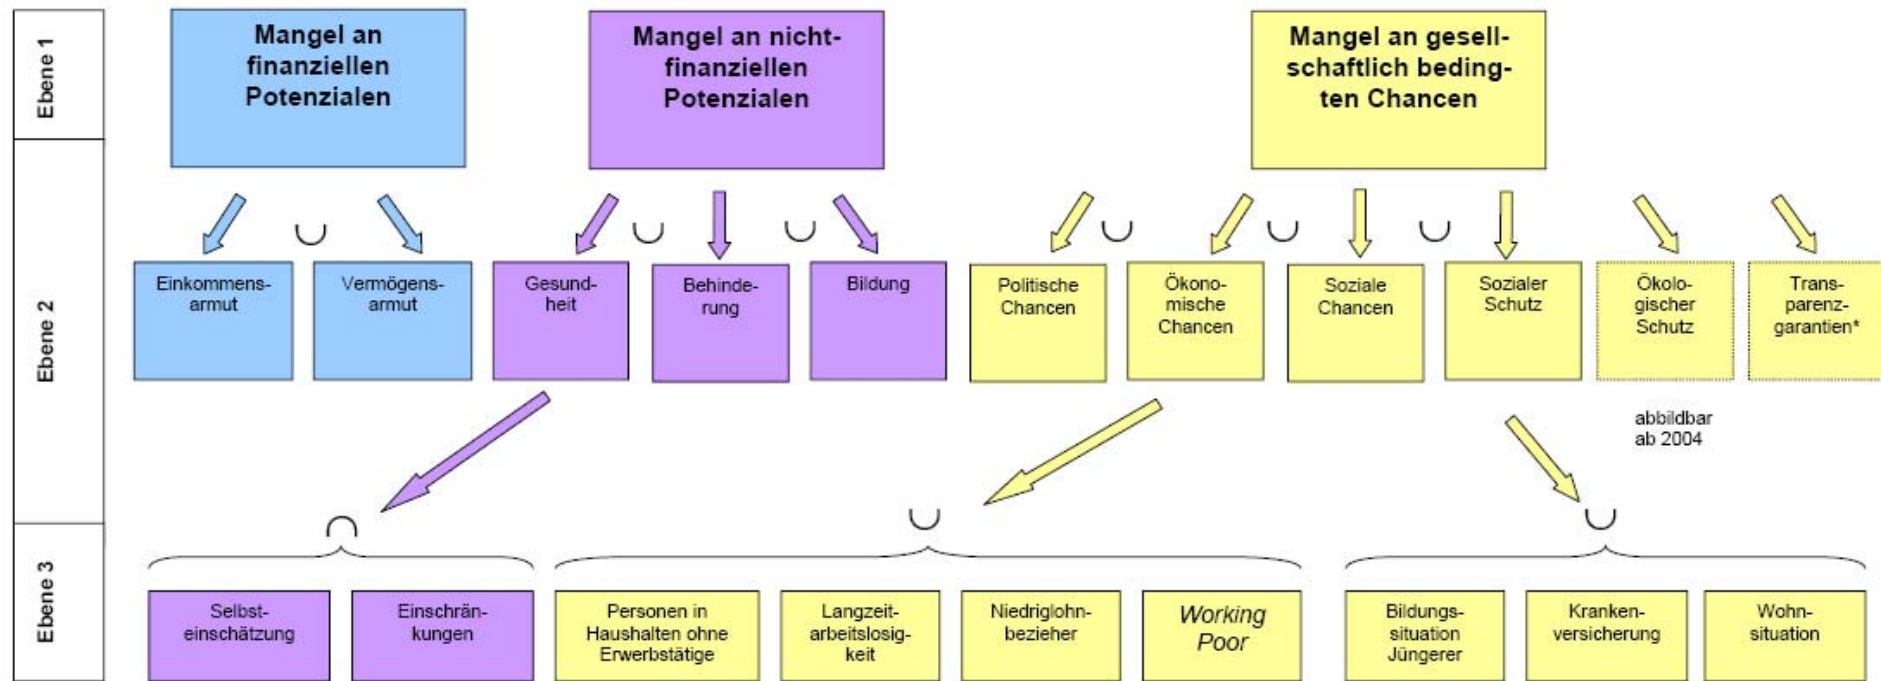 Ebene 1
Mangel an
finanziellen
Potenzialen
Mangel an nicht-
finanziellen
Potenzialen
Mangel an gesell-
schaftlich beding-
ten Chancen
Ebene 2
Einkommens-
armut
Vermögens-
armut
Gesund-
heit
Behinde-
rung
Bildung
Politische
Chancen
Ökono-
mische
Chancen
Soziale
Chancen
Sozialer
Schutz
Ökolo-
gischer
Schutz
Trans-
parenz-
garantien*
abbildbar
ab 2004
Ebene 3
Selbst-
einschätzung
Einschrän-
kungen
Personen in
Haushalten ohne
Erwerbstätige
Langzeit-
arbeitslosig-
keit
Niedriglohn-
bezieher
Working
Poor
Bildungs-
situation
Jüngerer
Kranken-
versicherung
Wohn-
situation